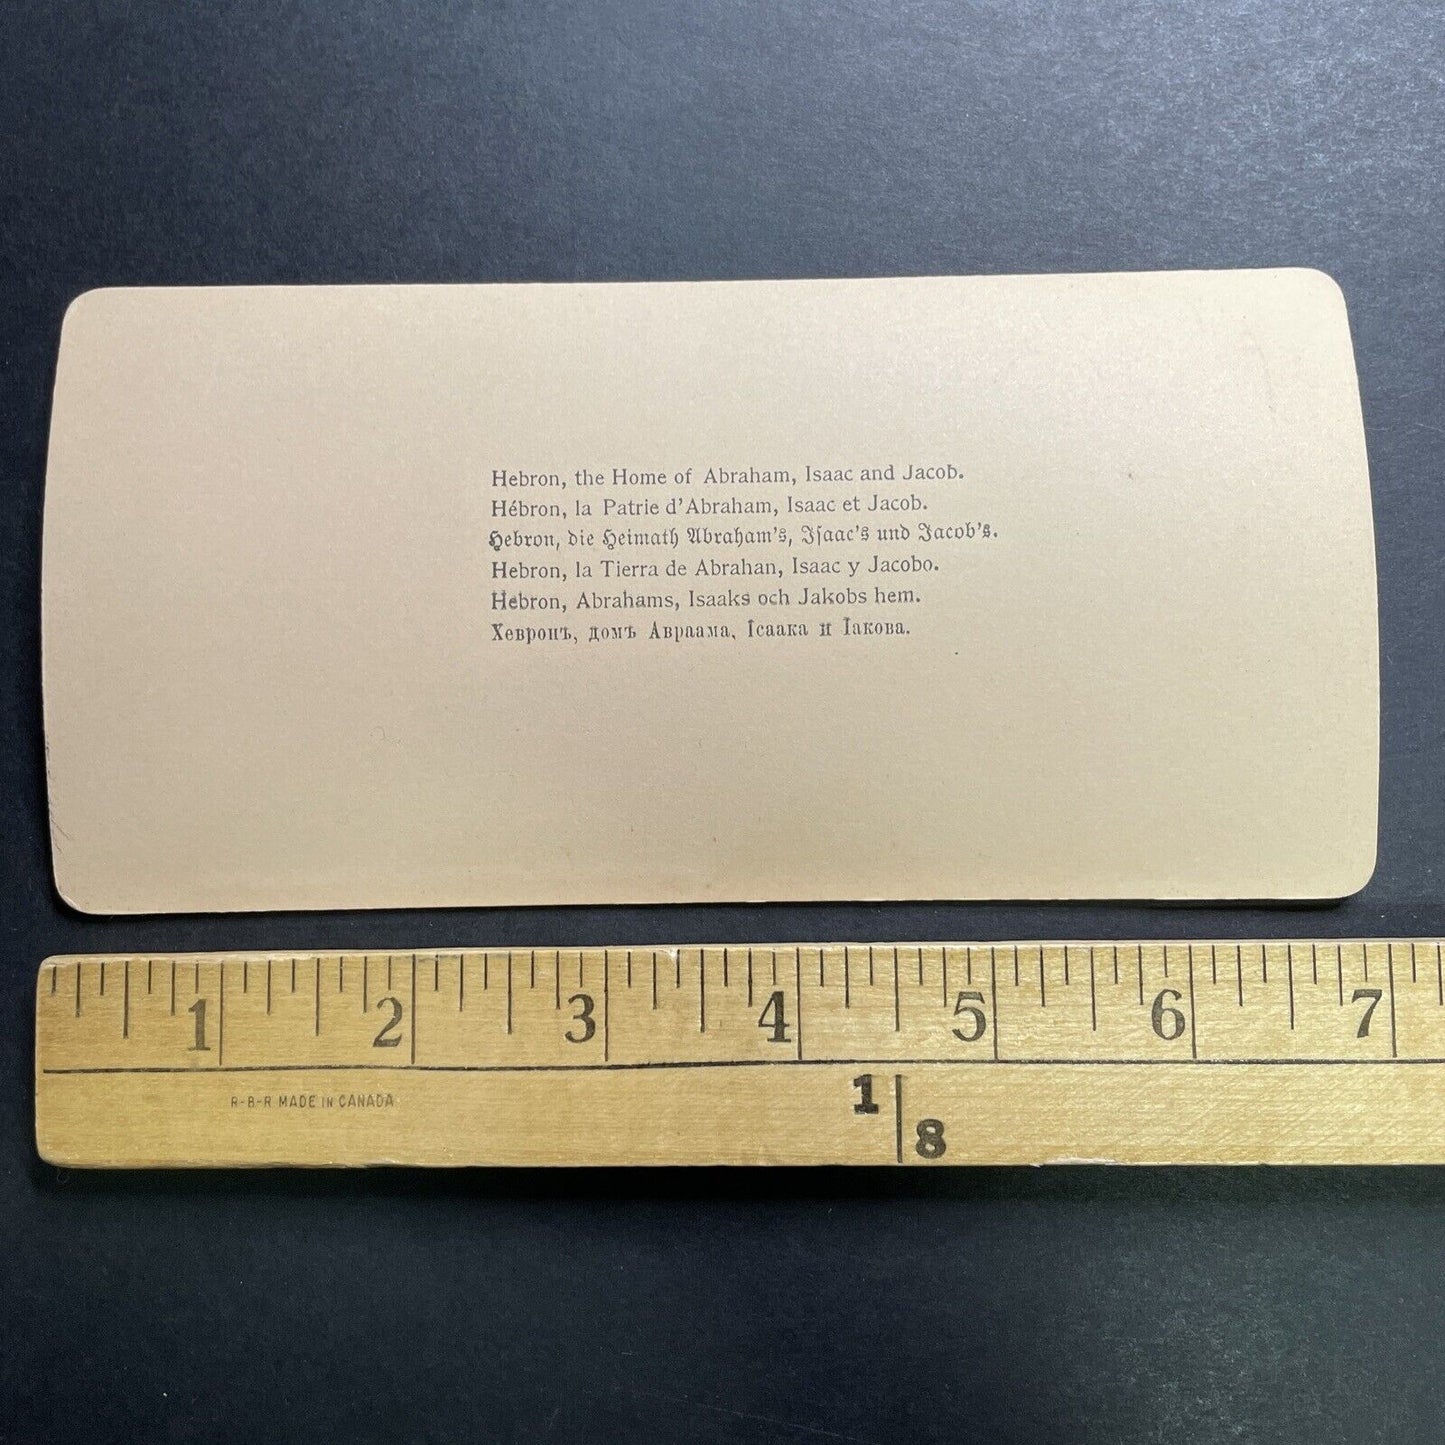 Hebron, the Home of Abraham, Isaac and Jacob.
Hébron, la Patrie d'Abraham, Isaac et Jacob.
Hebron, die Heimath Abraham's, Isaac's und Jacob's.
Hebron, la Tierra de Abrahan, Isaac y Jacobo.
Hebron, Abrahams, Isaaks och Jakobs hem.
Хевронъ, домъ Авраама, Ісаака и Іакова.
1 2 3 4 5 6 7
R-B-R MADE IN CANADA
1 8